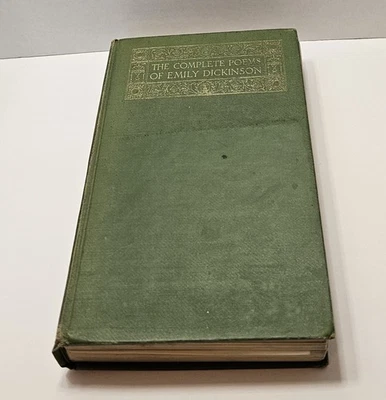 THE COMPLETE POEMS
OF EMILY DICKINSON